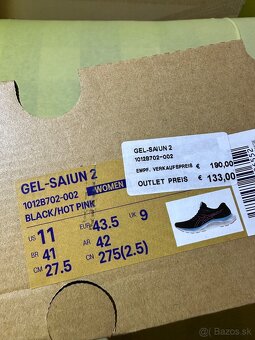 GEL-SAIUN 2
1012B702-002
EMPF. VERKAUFSPREIS € 190,00
OUTLET PREIS € 133,00
GEL-SAIUN 2
1012B702-002 WOMEN
BLACK/HOT PINK
US 11 EUR 43.5 UK 9
BR 41 AR 42
CM 27.5 CN 275(2.5)
Bazos.sk